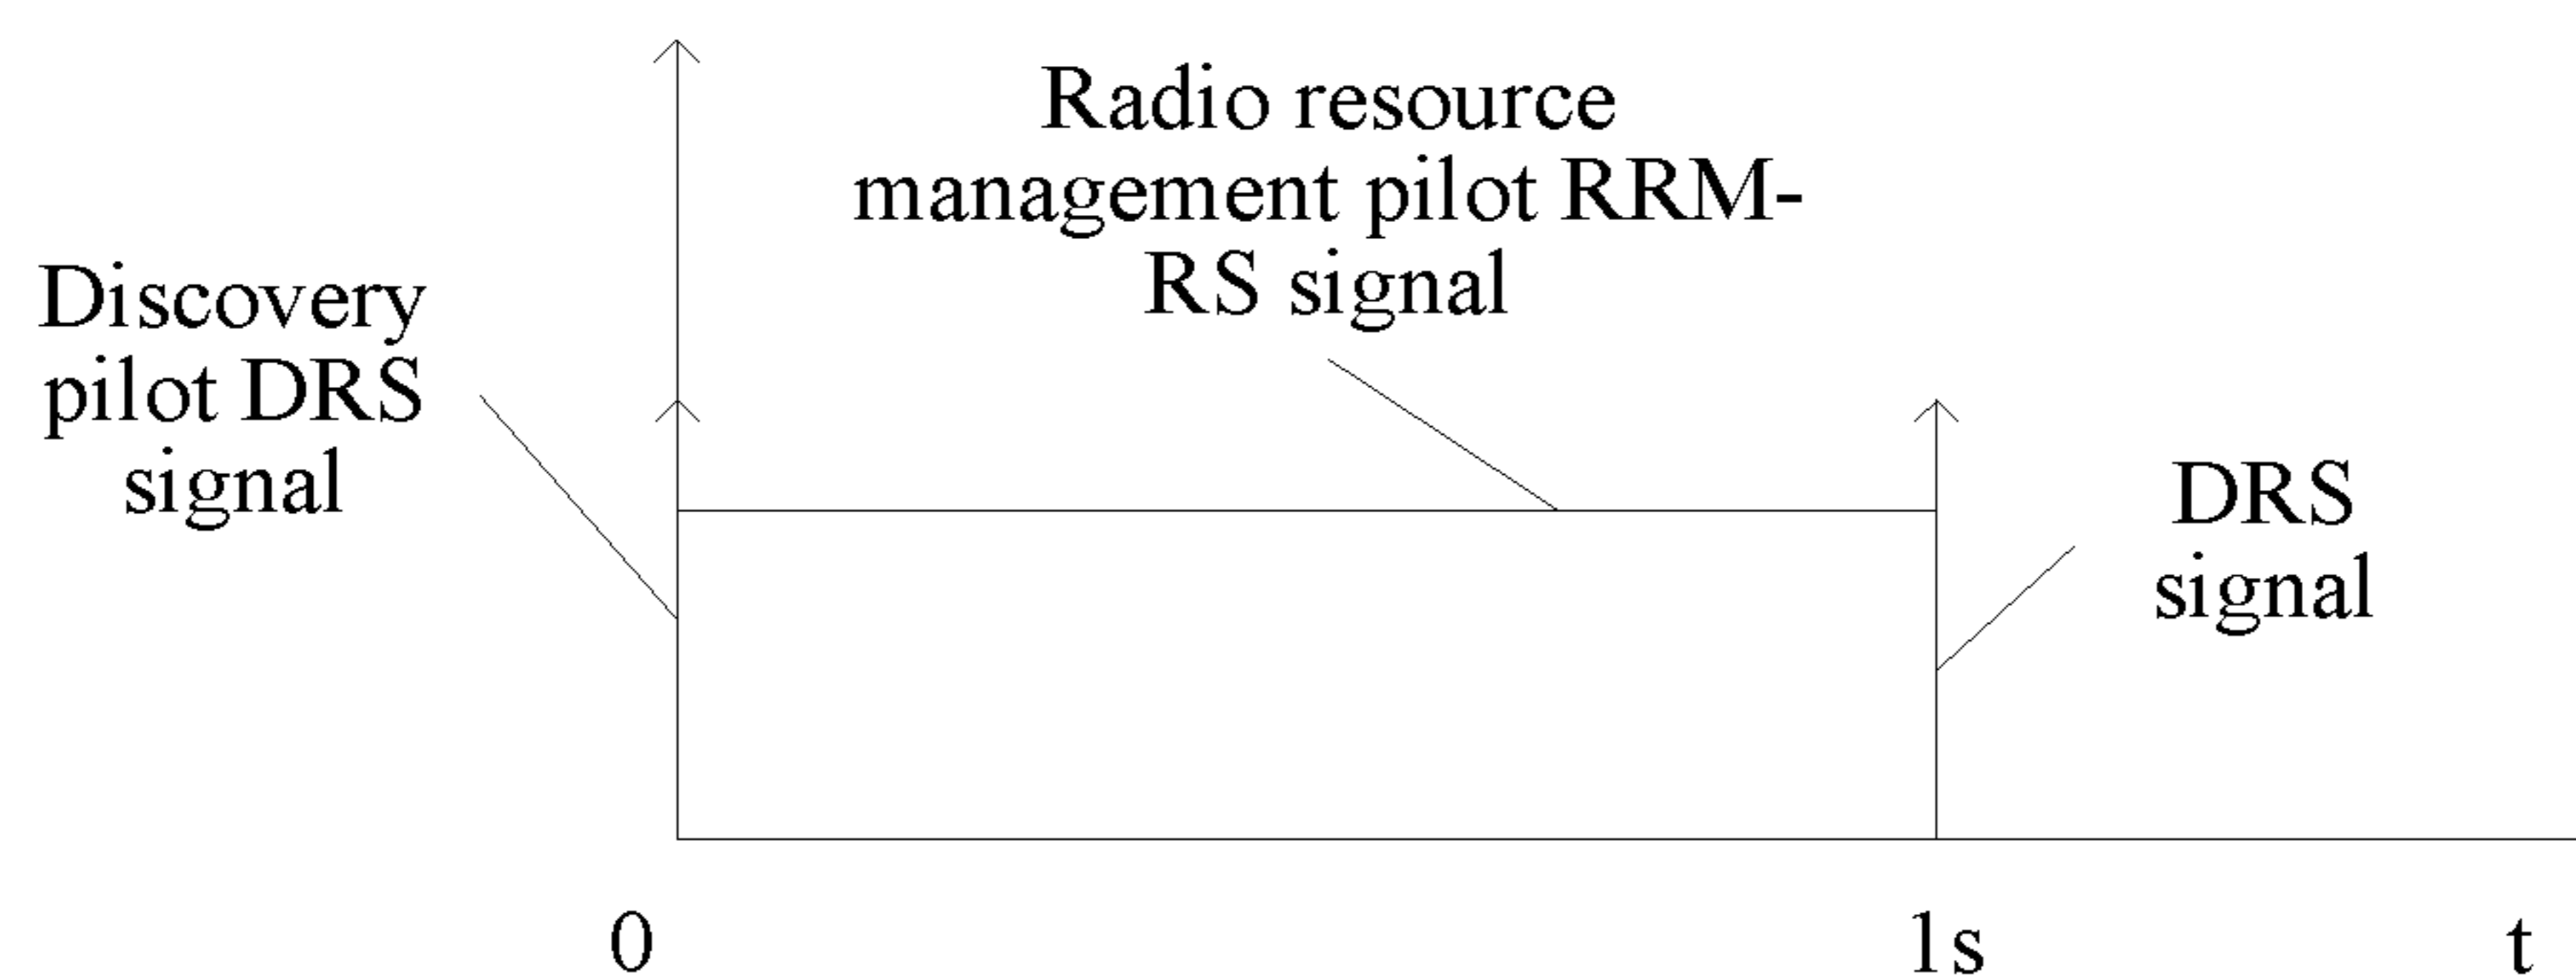 Radio resource
management pilot RRM-
RS signal
Discovery
pilot DRS
signal
DRS
signal
0
1s
t